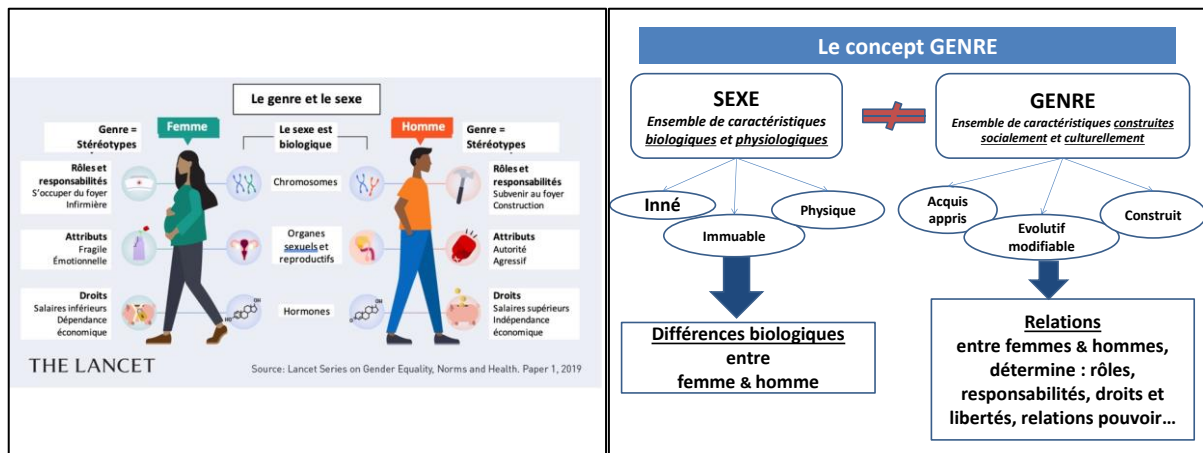 Le genre et le sexe
Genre =
Stéréotypes
Femme
Le sexe est
biologique
Homme
Genre =
Stéréotypes
Rôles et
responsabilités
S'occuper du foyer
Infirmière
Chromosomes
Rôles et
responsabilités
Subvenir au foyer
Construction
Attributs
Fragile
Émotionnelle
Organes
sexuels et
reproductifs
Attributs
Autorité
Agressif
Droits
Salaires inférieurs
Dépendance
économique
HO
OH
Hormones
O
OH
Droits
Salaires supérieurs
Indépendance
économique
THE LANCET
Source: Lancet Series on Gender Equality, Norms and Health. Paper 1, 2019
Le concept GENRE
SEXE
Ensemble de caractéristiques
biologiques et physiologiques
GENRE
Ensemble de caractéristiques construites
socialement et culturellement
Inné
Immuable
Physique
Acquis
appris
Evolutif
modifiable
Construit
Différences biologiques
entre
femme & homme
Relations
entre femmes & hommes,
détermine : rôles,
responsabilités, droits et
libertés, relations pouvoir…